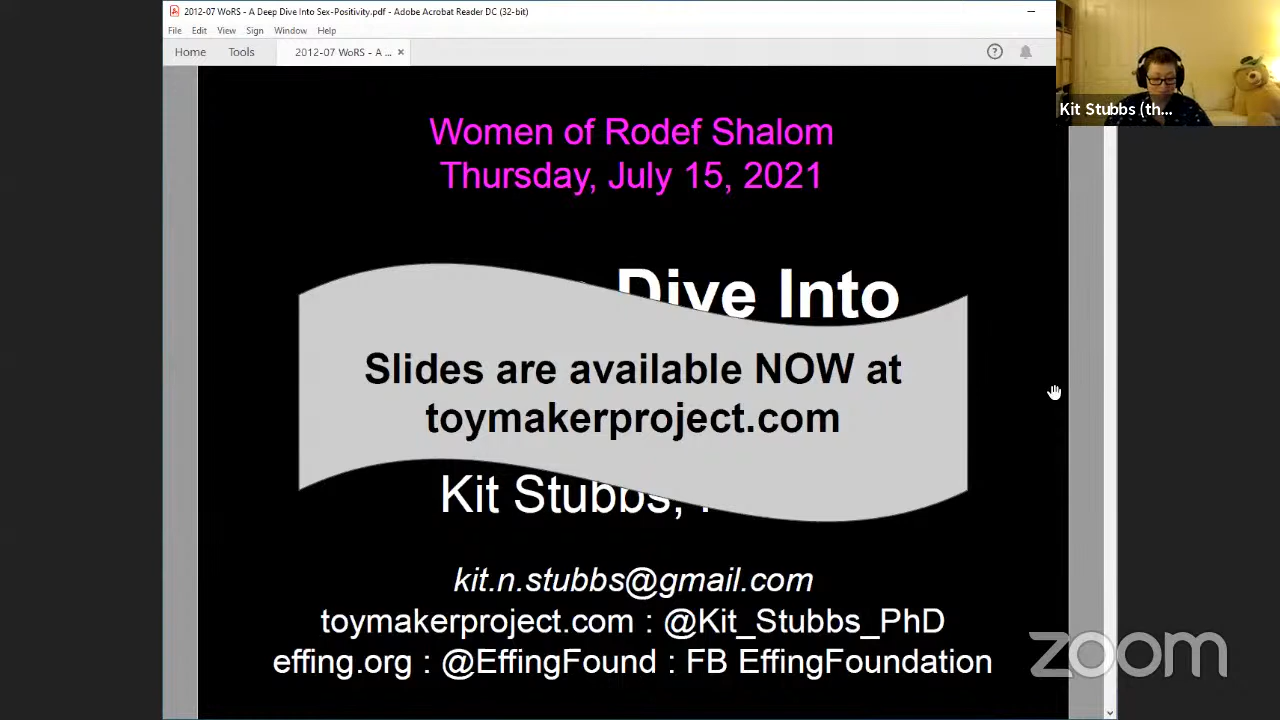 2012-07 WoRS - A Deep Dive Into Sex-Positivity.pdf - Adobe Acrobat Reader DC (32-bit)
File Edit View Sign Window Help
Home Tools 2012-07 WoRS - A ... ×
Kit Stubbs (th...
Women of Rodef Shalom
Thursday, July 15, 2021
Dive Into
Slides are available NOW at
toymakerproject.com
Kit Stubbs,
kit.n.stubbs@gmail.com
toymakerproject.com : @Kit_Stubbs_PhD
effing.org : @EffingFound : FB EffingFoundation
zoom